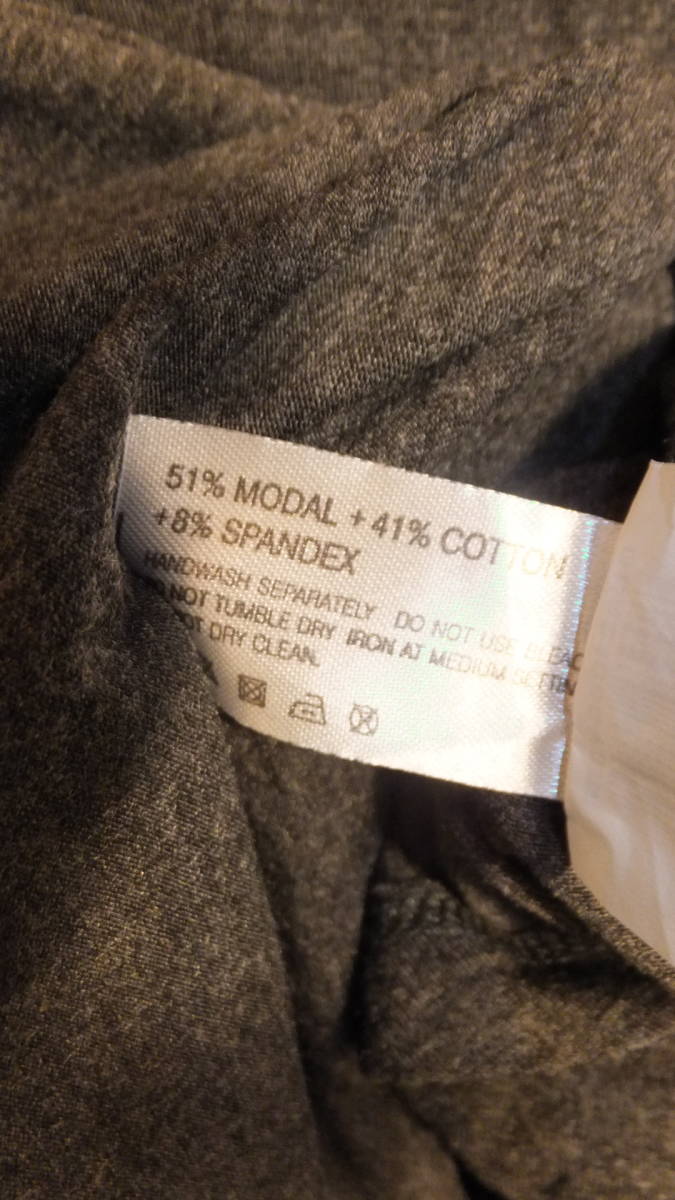 51% MODAL + 41% COTTON
+8% SPANDEX
HANDWASH SEPARATELY DO NOT USE
NOT TUMBLE DRY IRON AT MEDIUM
DRY CLEAN.